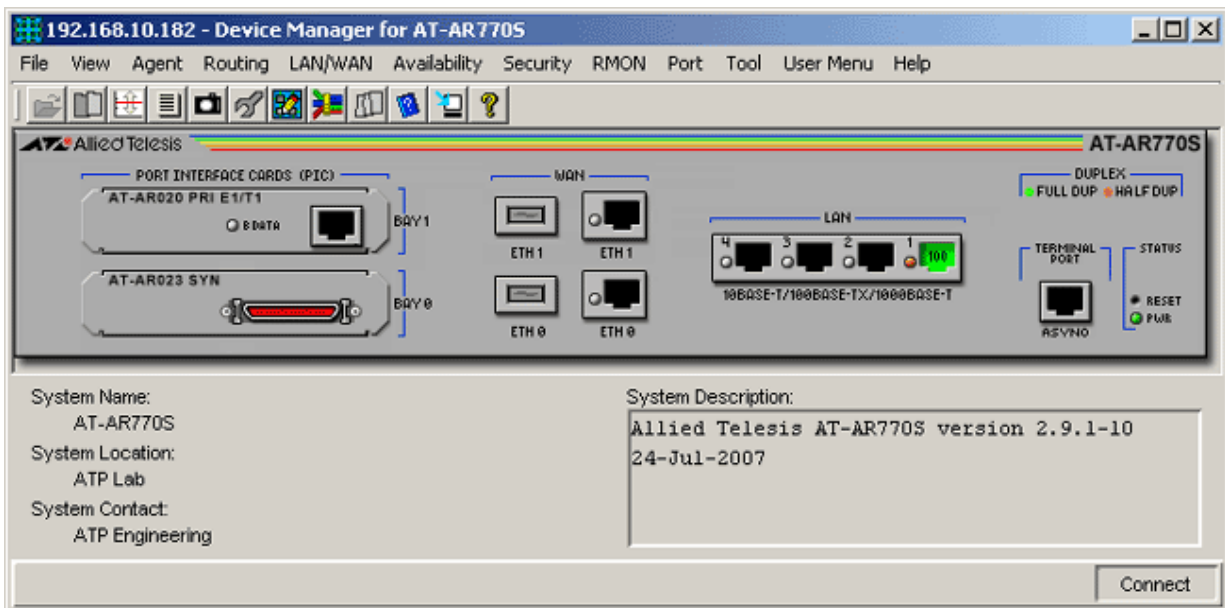 192.168.10.182 - Device Manager for AT-AR770S
File View Agent Routing LAN/WAN Availability Security RMON Port Tool User Menu Help
Allied Telesis
AT-AR770S
PORT INTERFACE CARDS (PIC)
AT-AR020 PRI E1/T1
B DATA
BAY 1
AT-AR023 SYN
BAY 0
WAN
ETH 1 ETH 1
ETH 0 ETH 0
LAN
4 3 2 1
100
10BASE-T/100BASE-TX/1000BASE-T
DUPLEX
FULL DUP HALF DUP
TERMINAL PORT
ASYN0
STATUS
RESET
PWR
System Name:
AT-AR770S
System Location:
ATP Lab
System Contact:
ATP Engineering
System Description:
Allied Telesis AT-AR770S version 2.9.1-10
24-Jul-2007
Connect